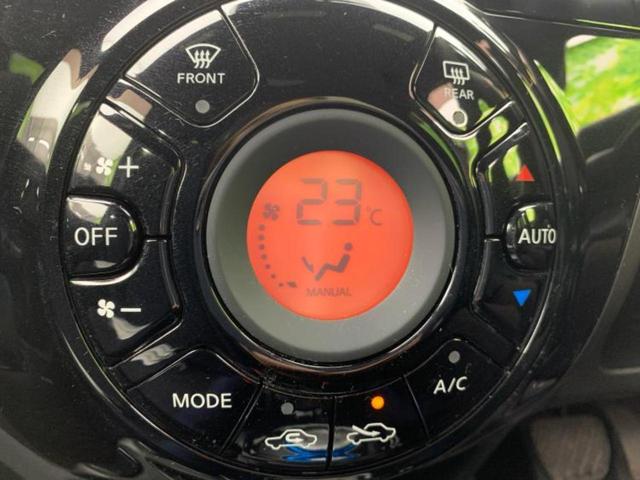 FRONT
REAR
+
23°C
OFF
AUTO
MANUAL
−
MODE
A/C